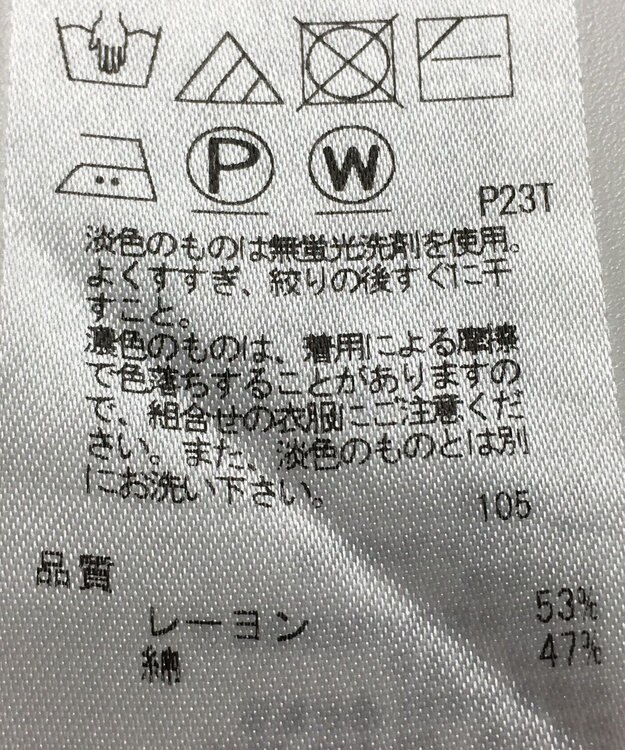 P W
P23T
淡色のものは無蛍光洗剤を使用。
よくすすぎ、絞りの後すぐに干
すこと。
濃色のものは、着用による摩擦
で色落ちすることがありますの
で、組合せの衣服にご注意くだ
さい。また、淡色のものとは別
にお洗い下さい。
105
品質
レーヨン 53%
綿 47%